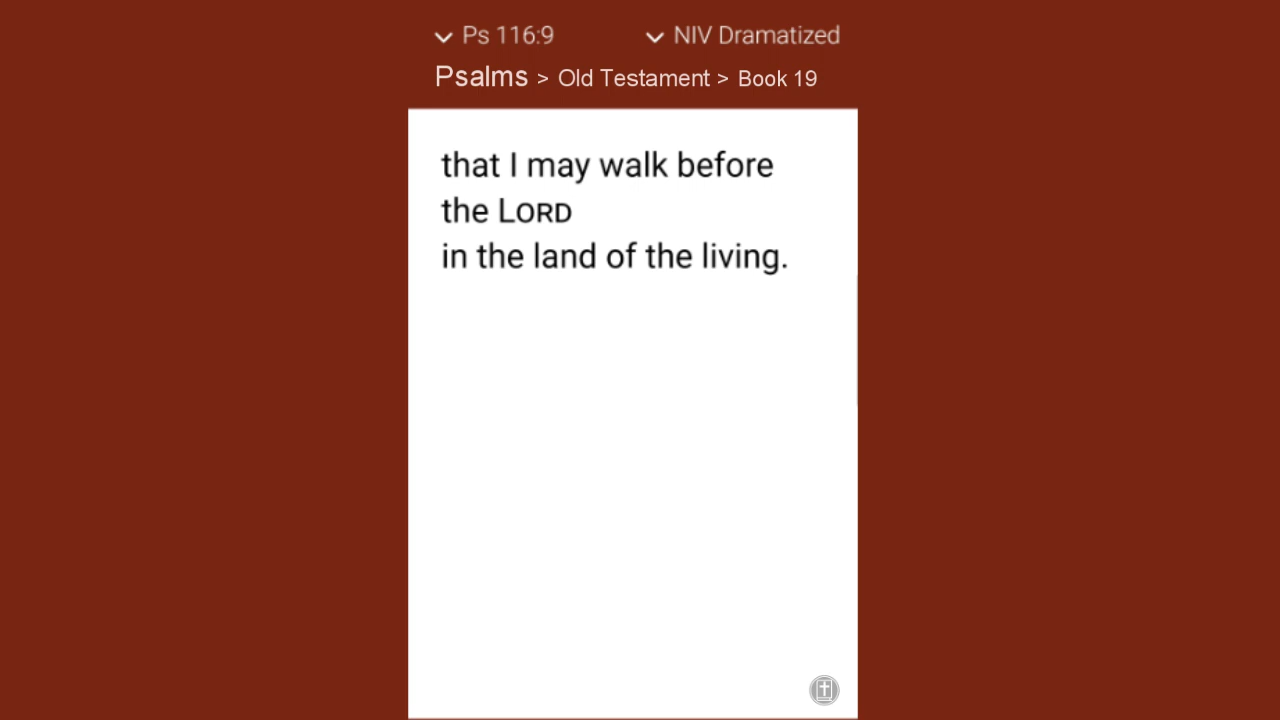 Ps 116:9 NIV Dramatized
Psalms > Old Testament > Book 19
that I may walk before
the LORD
in the land of the living.